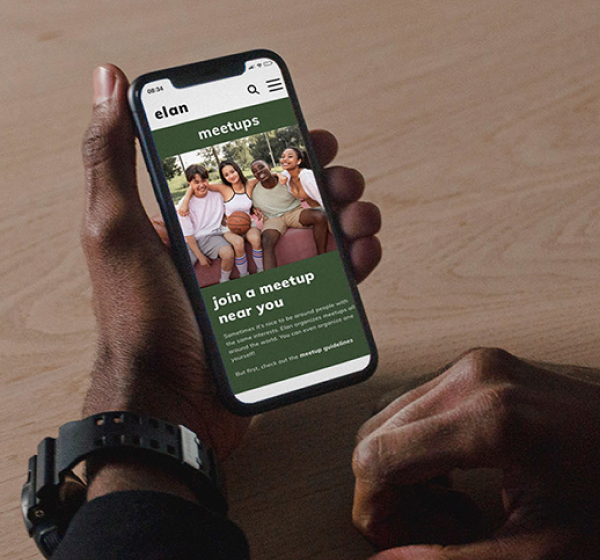 09:34
elan
meetups
join a meetup
near you
Sometimes it's nice to be around people with
the same interests. Elan organizes meetups all
around the world. You can even organize one
yourself!
But first, check out the meetup guidelines